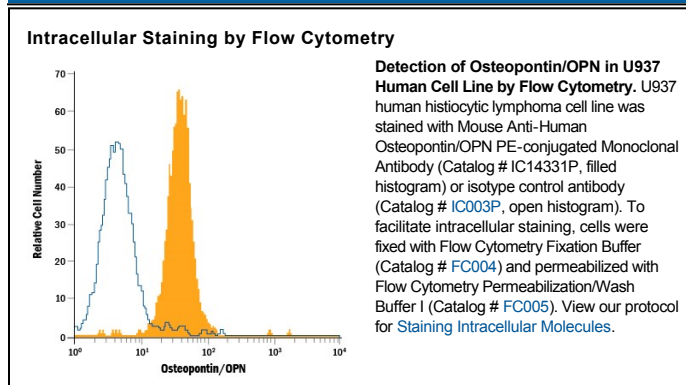 Intracellular Staining by Flow Cytometry
70
60
50
40
30
20
10
0
Relative Cell Number
10⁰
10¹
10²
10³
10⁴
Osteopontin/OPN
Detection of Osteopontin/OPN in U937
Human Cell Line by Flow Cytometry. U937
human histiocytic lymphoma cell line was
stained with Mouse Anti-Human
Osteopontin/OPN PE-conjugated Monoclonal
Antibody (Catalog # IC14331P, filled
histogram) or isotype control antibody
(Catalog # IC003P, open histogram). To
facilitate intracellular staining, cells were
fixed with Flow Cytometry Fixation Buffer
(Catalog # FC004) and permeabilized with
Flow Cytometry Permeabilization/Wash
Buffer I (Catalog # FC005). View our protocol
for Staining Intracellular Molecules.